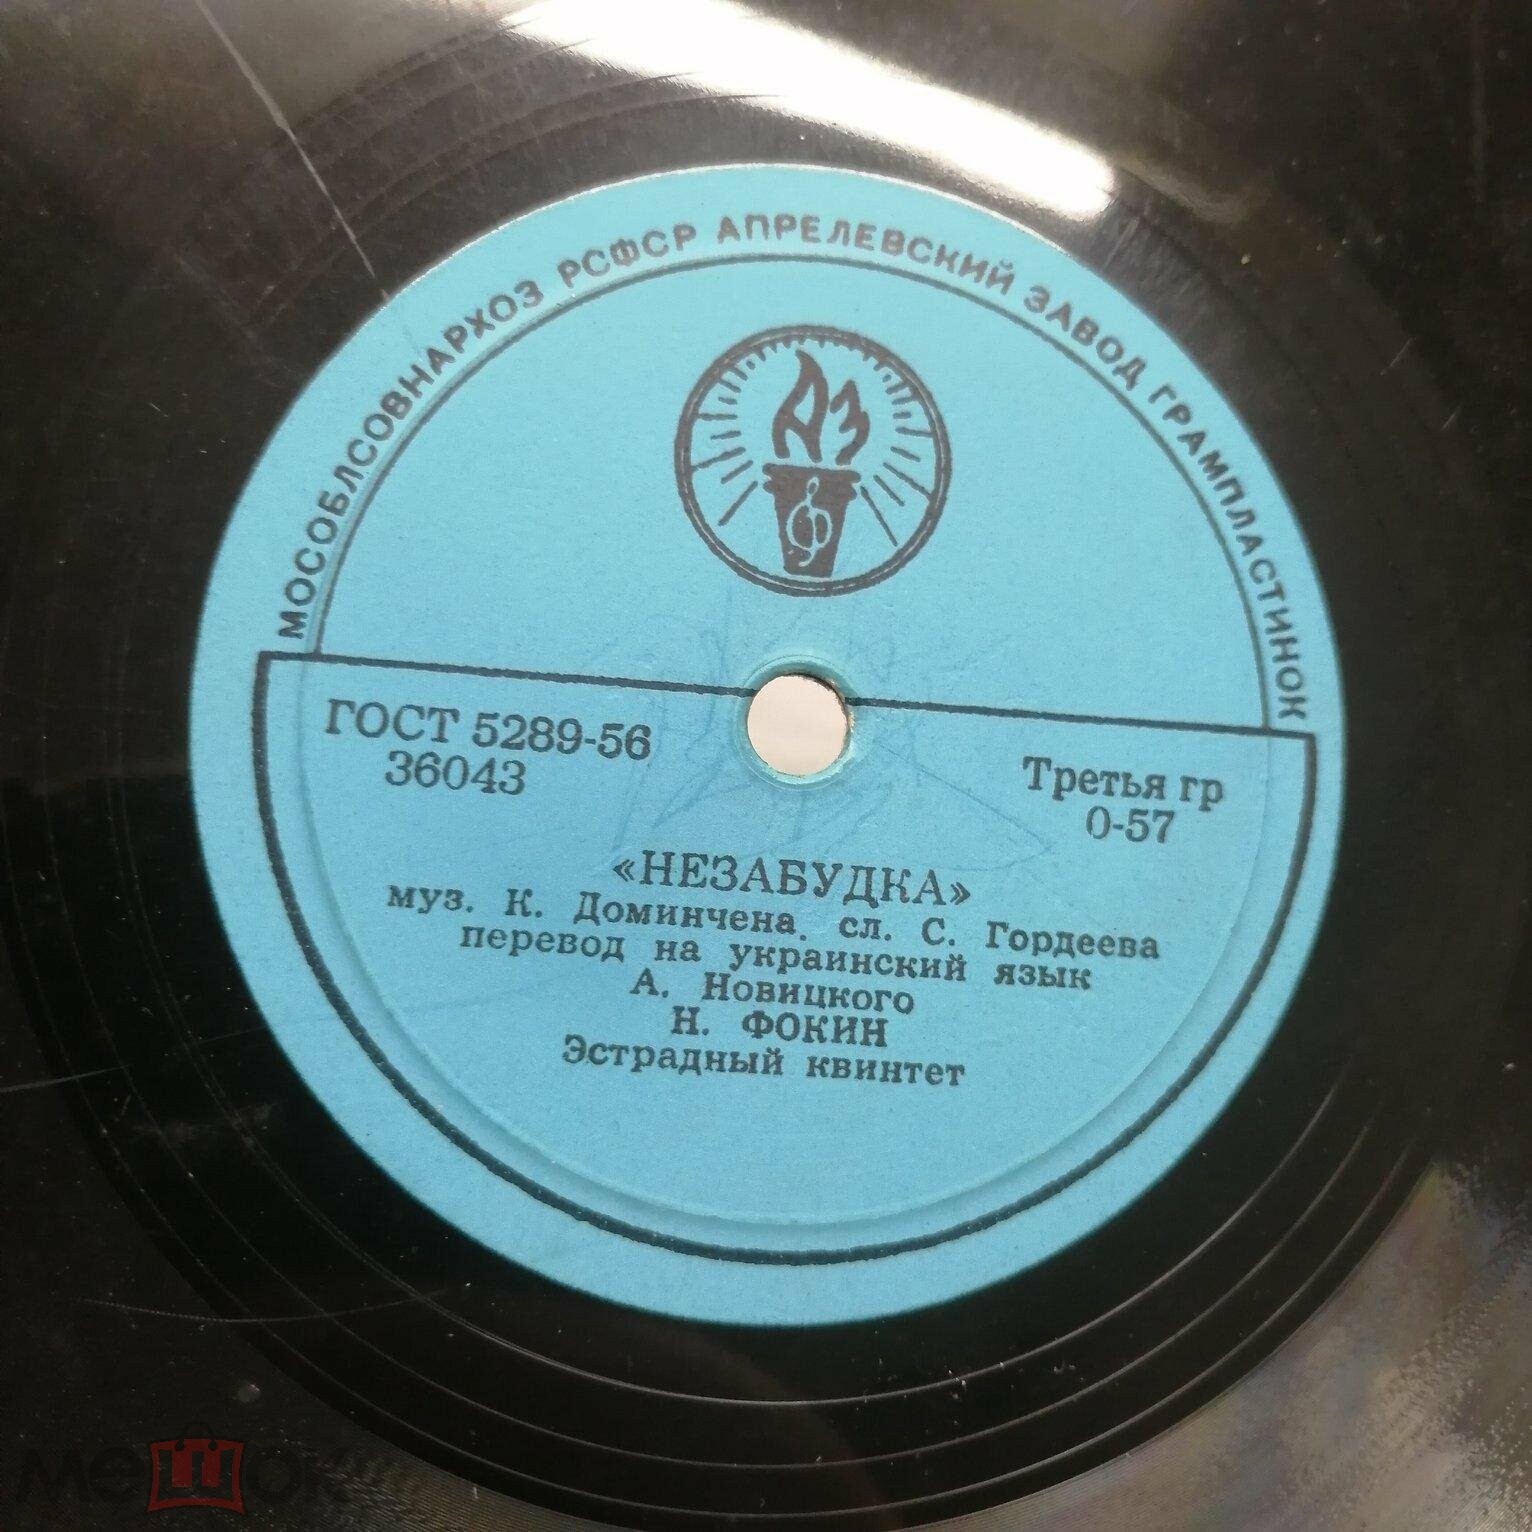 МОСОБЛСОВНАРХОЗ РСФСР АПРЕЛЕВСКИЙ ЗАВОД ГРАМПЛАСТИНОК
АЗ
ГОСТ 5289-56
36043
Третья гр
0-57
«НЕЗАБУДКА»
муз. К. Доминчена. сл. С. Гордеева
перевод на украинский язык
А. Новицкого
Н. ФОКИН
Эстрадный квинтет
мешок